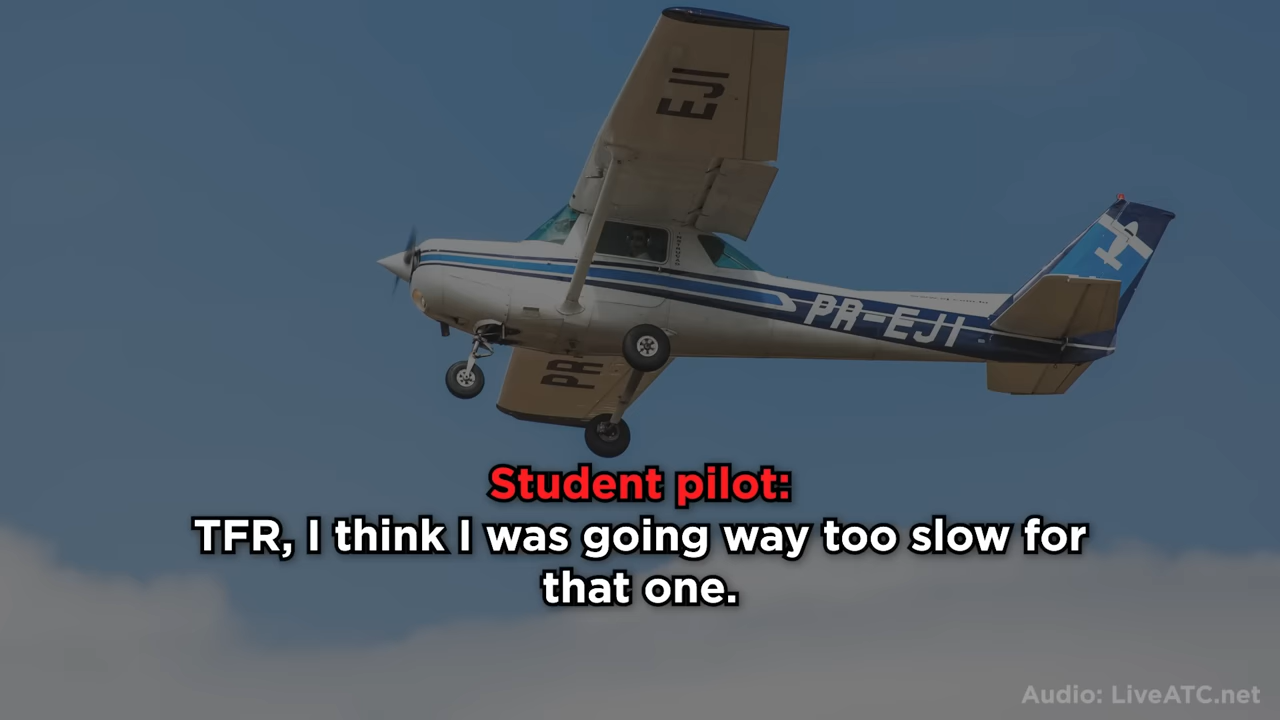 EJI
PR-EJI
PR
Student pilot:
TFR, I think I was going way too slow for
that one.
Audio: LiveATC.net